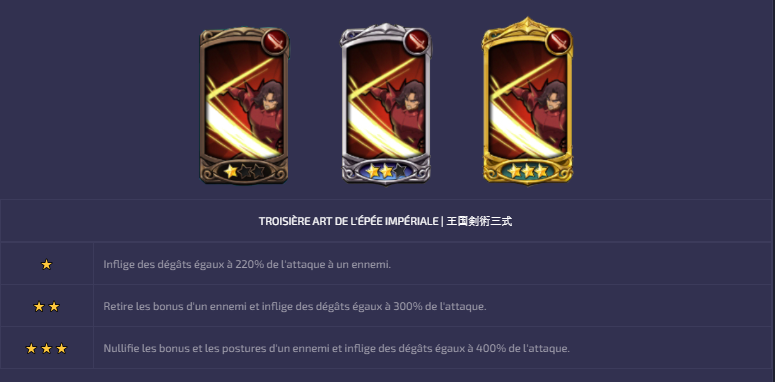 TROISIÈRE ART DE L'ÉPÉE IMPÉRIALE | 王国剣術三式
Inflige des dégâts égaux à 220% de l'attaque à un ennemi.
Retire les bonus d'un ennemi et inflige des dégâts égaux à 300% de l'attaque.
Nullifie les bonus et les postures d'un ennemi et inflige des dégâts égaux à 400% de l'attaque.